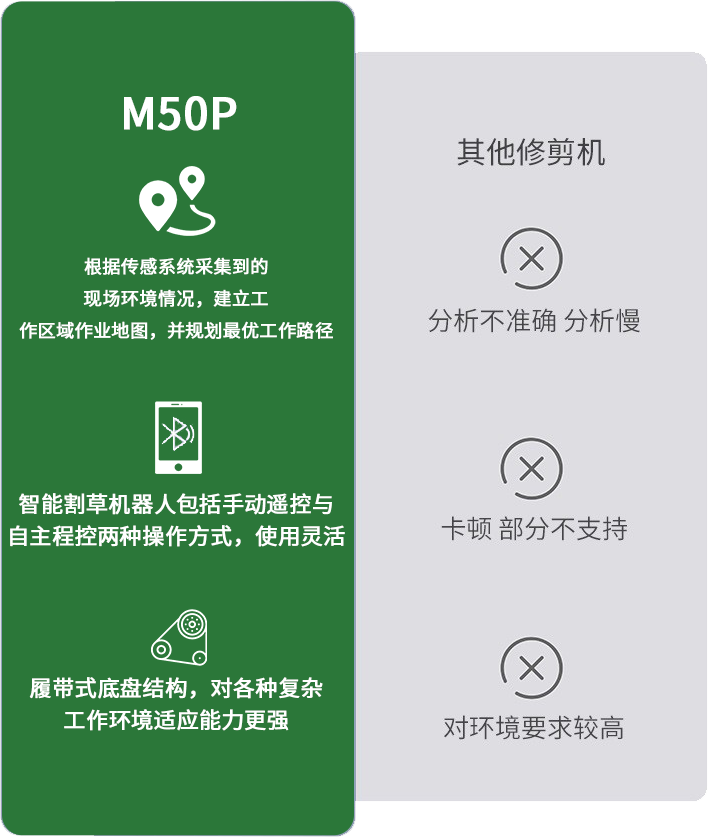 M50P
根据传感系统采集到的
现场环境情况，建立工
作区域作业地图，并规划最优工作路径
智能割草机器人包括手动遥控与
自主程控两种操作方式，使用灵活
履带式底盘结构，对各种复杂
工作环境适应能力更强
其他修剪机
分析不准确 分析慢
卡顿 部分不支持
对环境要求较高